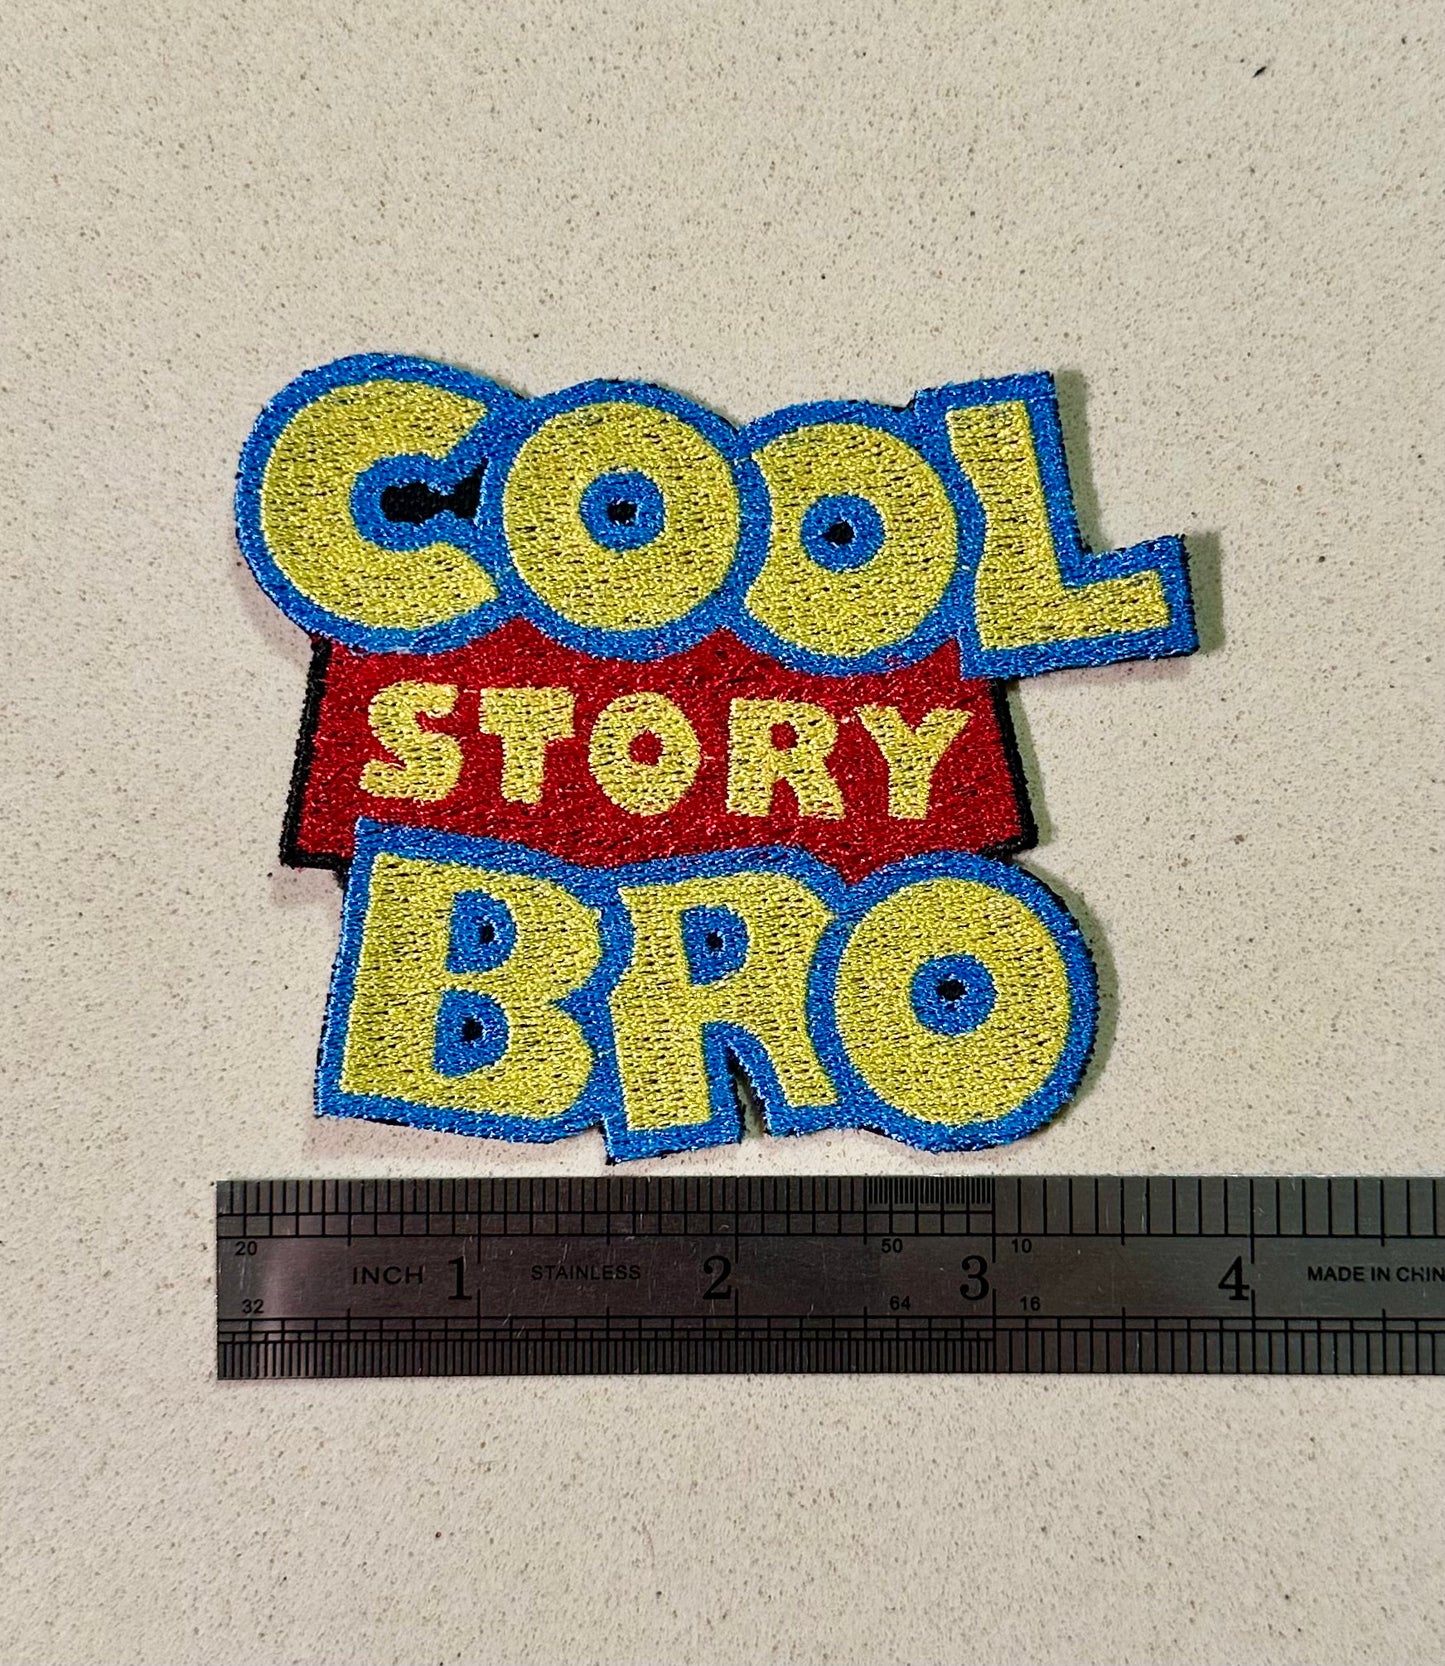 COOL
STORY
BRO
20 50 10
INCH 1 STAINLESS 2 3 4 MADE IN CHIN
32 64 16